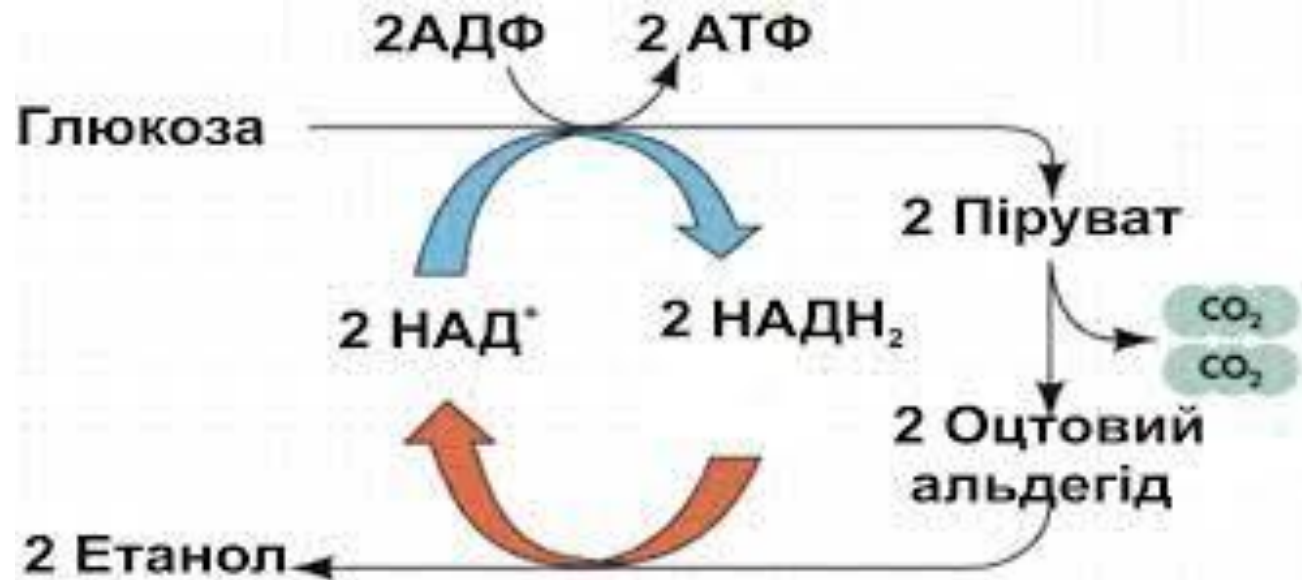 2АДФ 2 АТФ
Глюкоза
2 Піруват
2 НАД⁺ 2 НАДН₂
CO₂
CO₂
2 Оцтовий
альдегід
2 Етанол